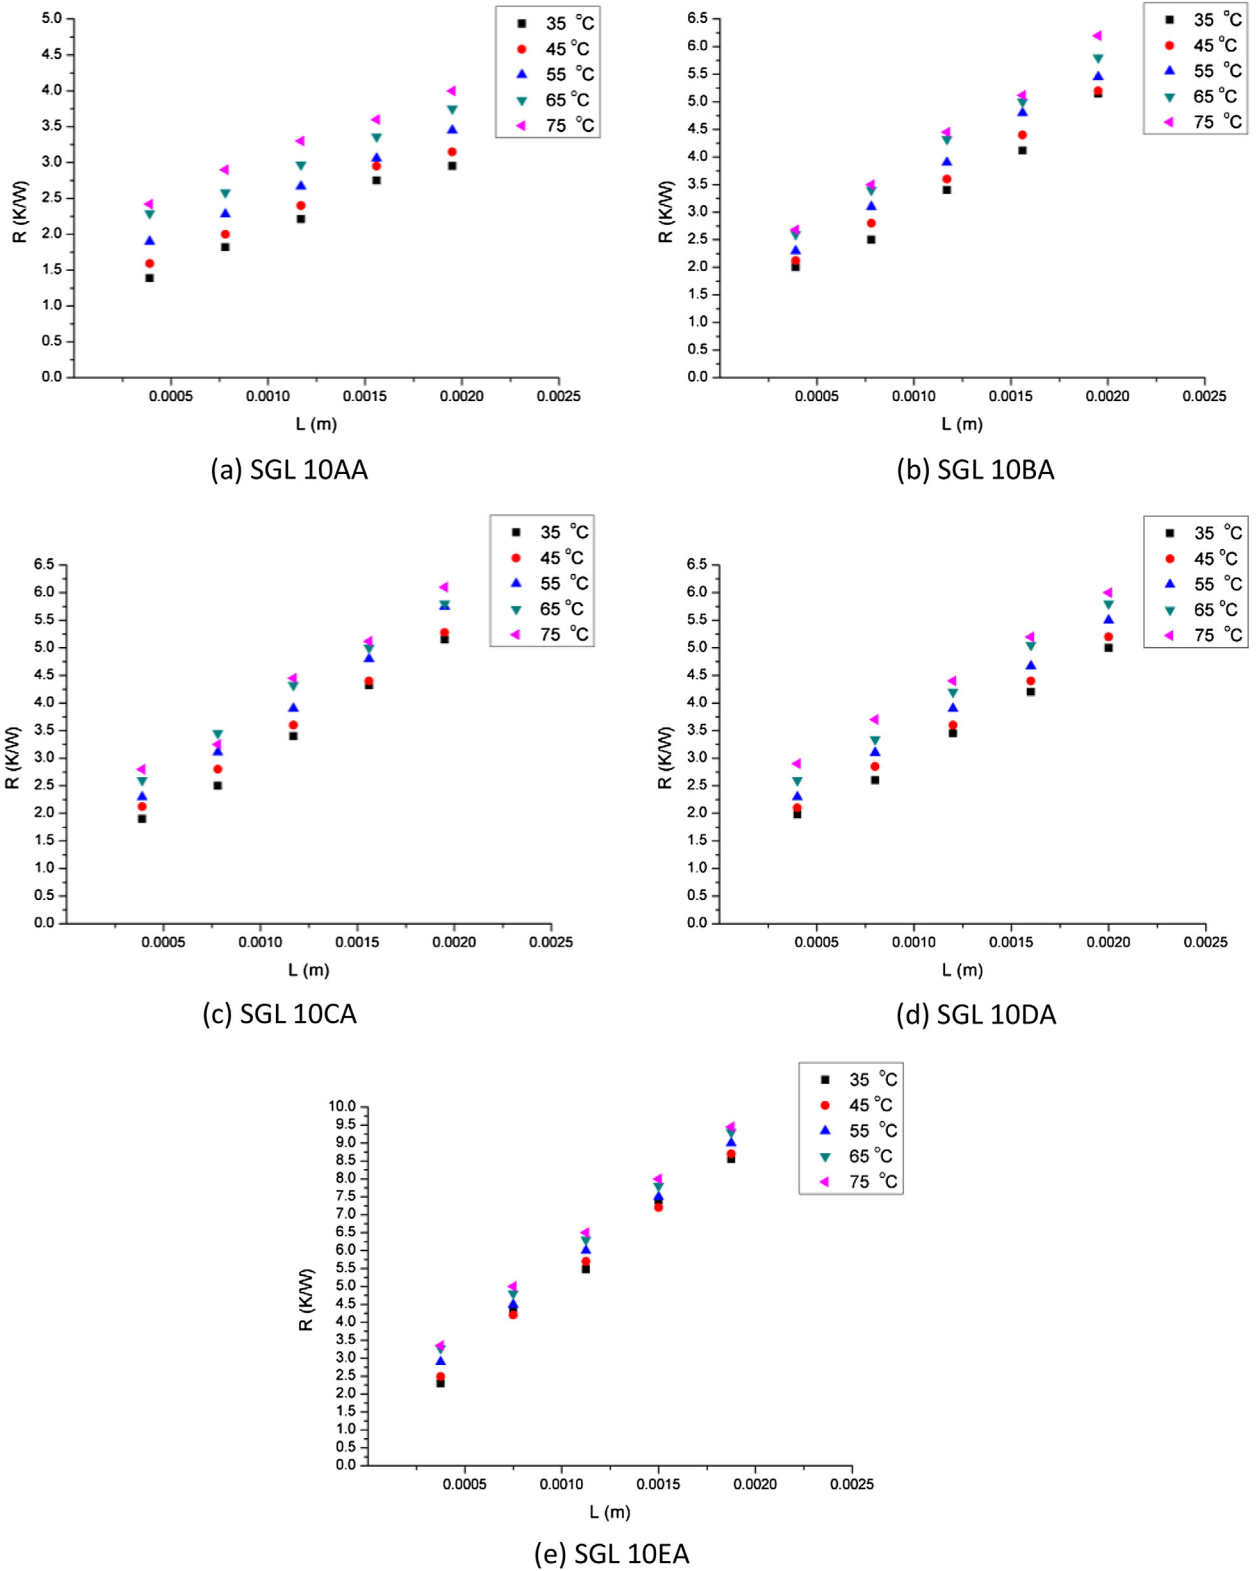 5.0
4.5
4.0
3.5
3.0
2.5
2.0
1.5
1.0
0.5
0.0
R (K/W)
0.0005 0.0010 0.0015 0.0020 0.0025
L (m)
35 °C
45 °C
55 °C
65 °C
75 °C
(a) SGL 10AA
6.5
6.0
5.5
5.0
4.5
4.0
3.5
3.0
2.5
2.0
1.5
1.0
0.5
0.0
R (K/W)
0.0005 0.0010 0.0015 0.0020 0.0025
L (m)
35 °C
45 °C
55 °C
65 °C
75 °C
(b) SGL 10BA
6.5
6.0
5.5
5.0
4.5
4.0
3.5
3.0
2.5
2.0
1.5
1.0
0.5
0.0
R (K/W)
0.0005 0.0010 0.0015 0.0020 0.0025
L (m)
35 °C
45 °C
55 °C
65 °C
75 °C
(c) SGL 10CA
6.5
6.0
5.5
5.0
4.5
4.0
3.5
3.0
2.5
2.0
1.5
1.0
0.5
0.0
R (K/W)
0.0005 0.0010 0.0015 0.0020 0.0025
L (m)
35 °C
45 °C
55 °C
65 °C
75 °C
(d) SGL 10DA
10.0
9.5
9.0
8.5
8.0
7.5
7.0
6.5
6.0
5.5
5.0
4.5
4.0
3.5
3.0
2.5
2.0
1.5
1.0
0.5
0.0
R (K/W)
0.0005 0.0010 0.0015 0.0020 0.0025
L (m)
35 °C
45 °C
55 °C
65 °C
75 °C
(e) SGL 10EA